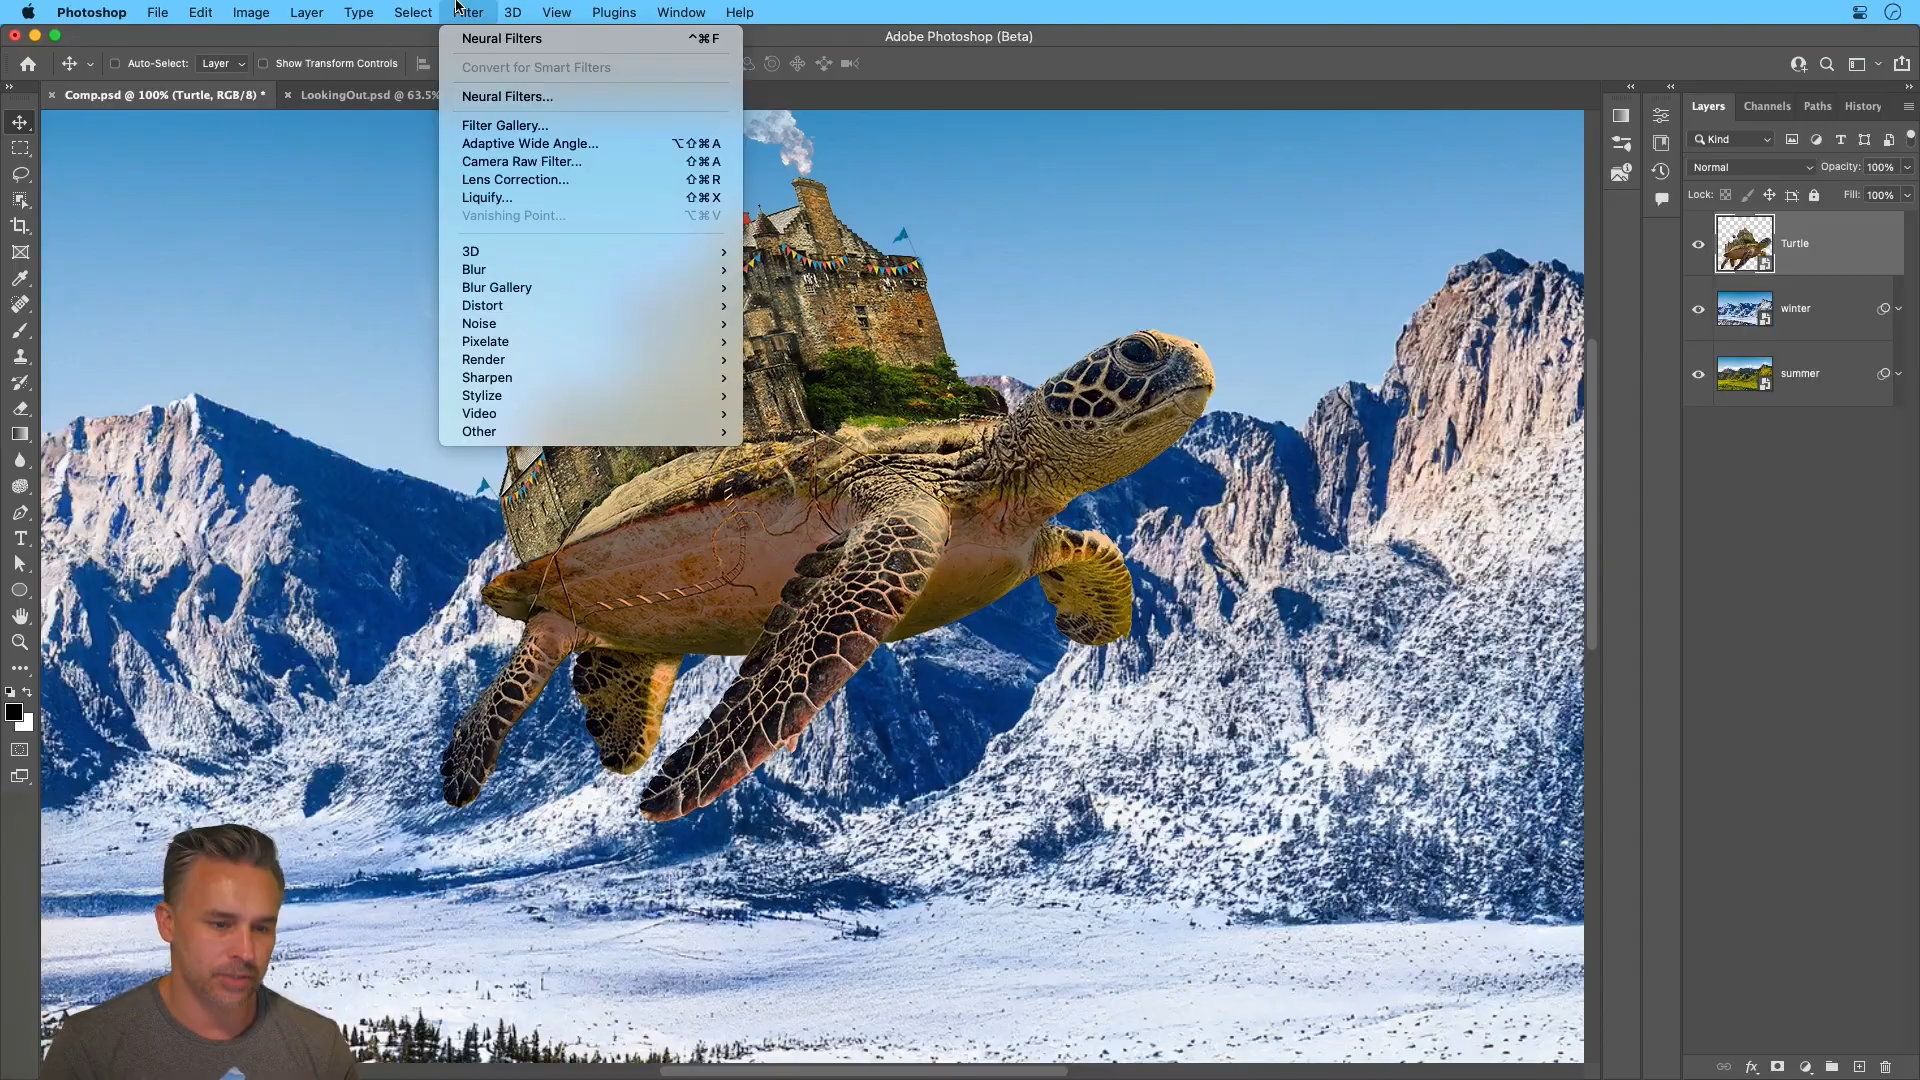 Photoshop File Edit Image Layer Type Select Filter 3D View Plugins Window Help
Adobe Photoshop (Beta)
Auto-Select: Layer Show Transform Controls
Comp.psd @ 100% (Turtle, RGB/8) * LookingOut.psd @ 63.5%
Neural Filters ^⌘F
Convert for Smart Filters
Neural Filters...
Filter Gallery...
Adaptive Wide Angle... ⌥⇧⌘A
Camera Raw Filter... ⇧⌘A
Lens Correction... ⇧⌘R
Liquify... ⇧⌘X
Vanishing Point... ⌥⌘V
3D
Blur
Blur Gallery
Distort
Noise
Pixelate
Render
Sharpen
Stylize
Video
Other
Layers Channels Paths History
Kind
Normal Opacity: 100%
Lock: Fill: 100%
Turtle
winter
summer